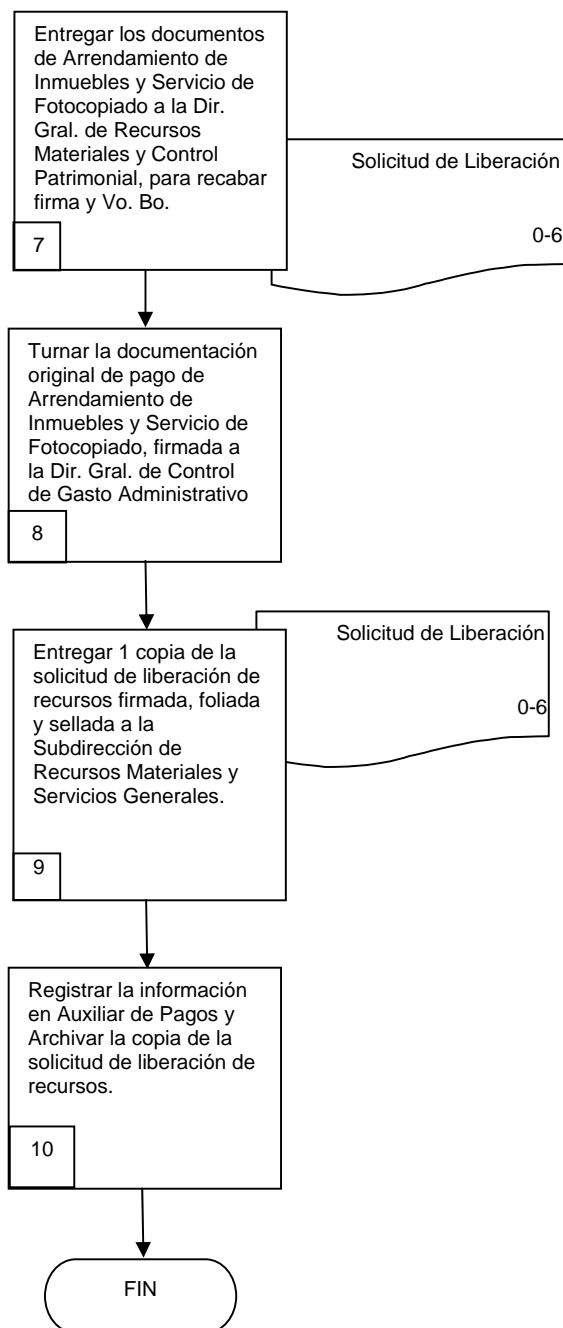 Entregar los documentos
de Arrendamiento de
Inmuebles y Servicio de
Fotocopiado a la Dir.
Gral. de Recursos
Materiales y Control
Patrimonial, para recabar
firma y Vo. Bo.
7
Solicitud de Liberación
0-6
Turnar la documentación
original de pago de
Arrendamiento de
Inmuebles y Servicio de
Fotocopiado, firmada a
la Dir. Gral. de Control
de Gasto Administrativo
8
Entregar 1 copia de la
solicitud de liberación de
recursos firmada, foliada
y sellada a la
Subdirección de
Recursos Materiales y
Servicios Generales.
9
Solicitud de Liberación
0-6
Registrar la información
en Auxiliar de Pagos y
Archivar la copia de la
solicitud de liberación de
recursos.
10
FIN